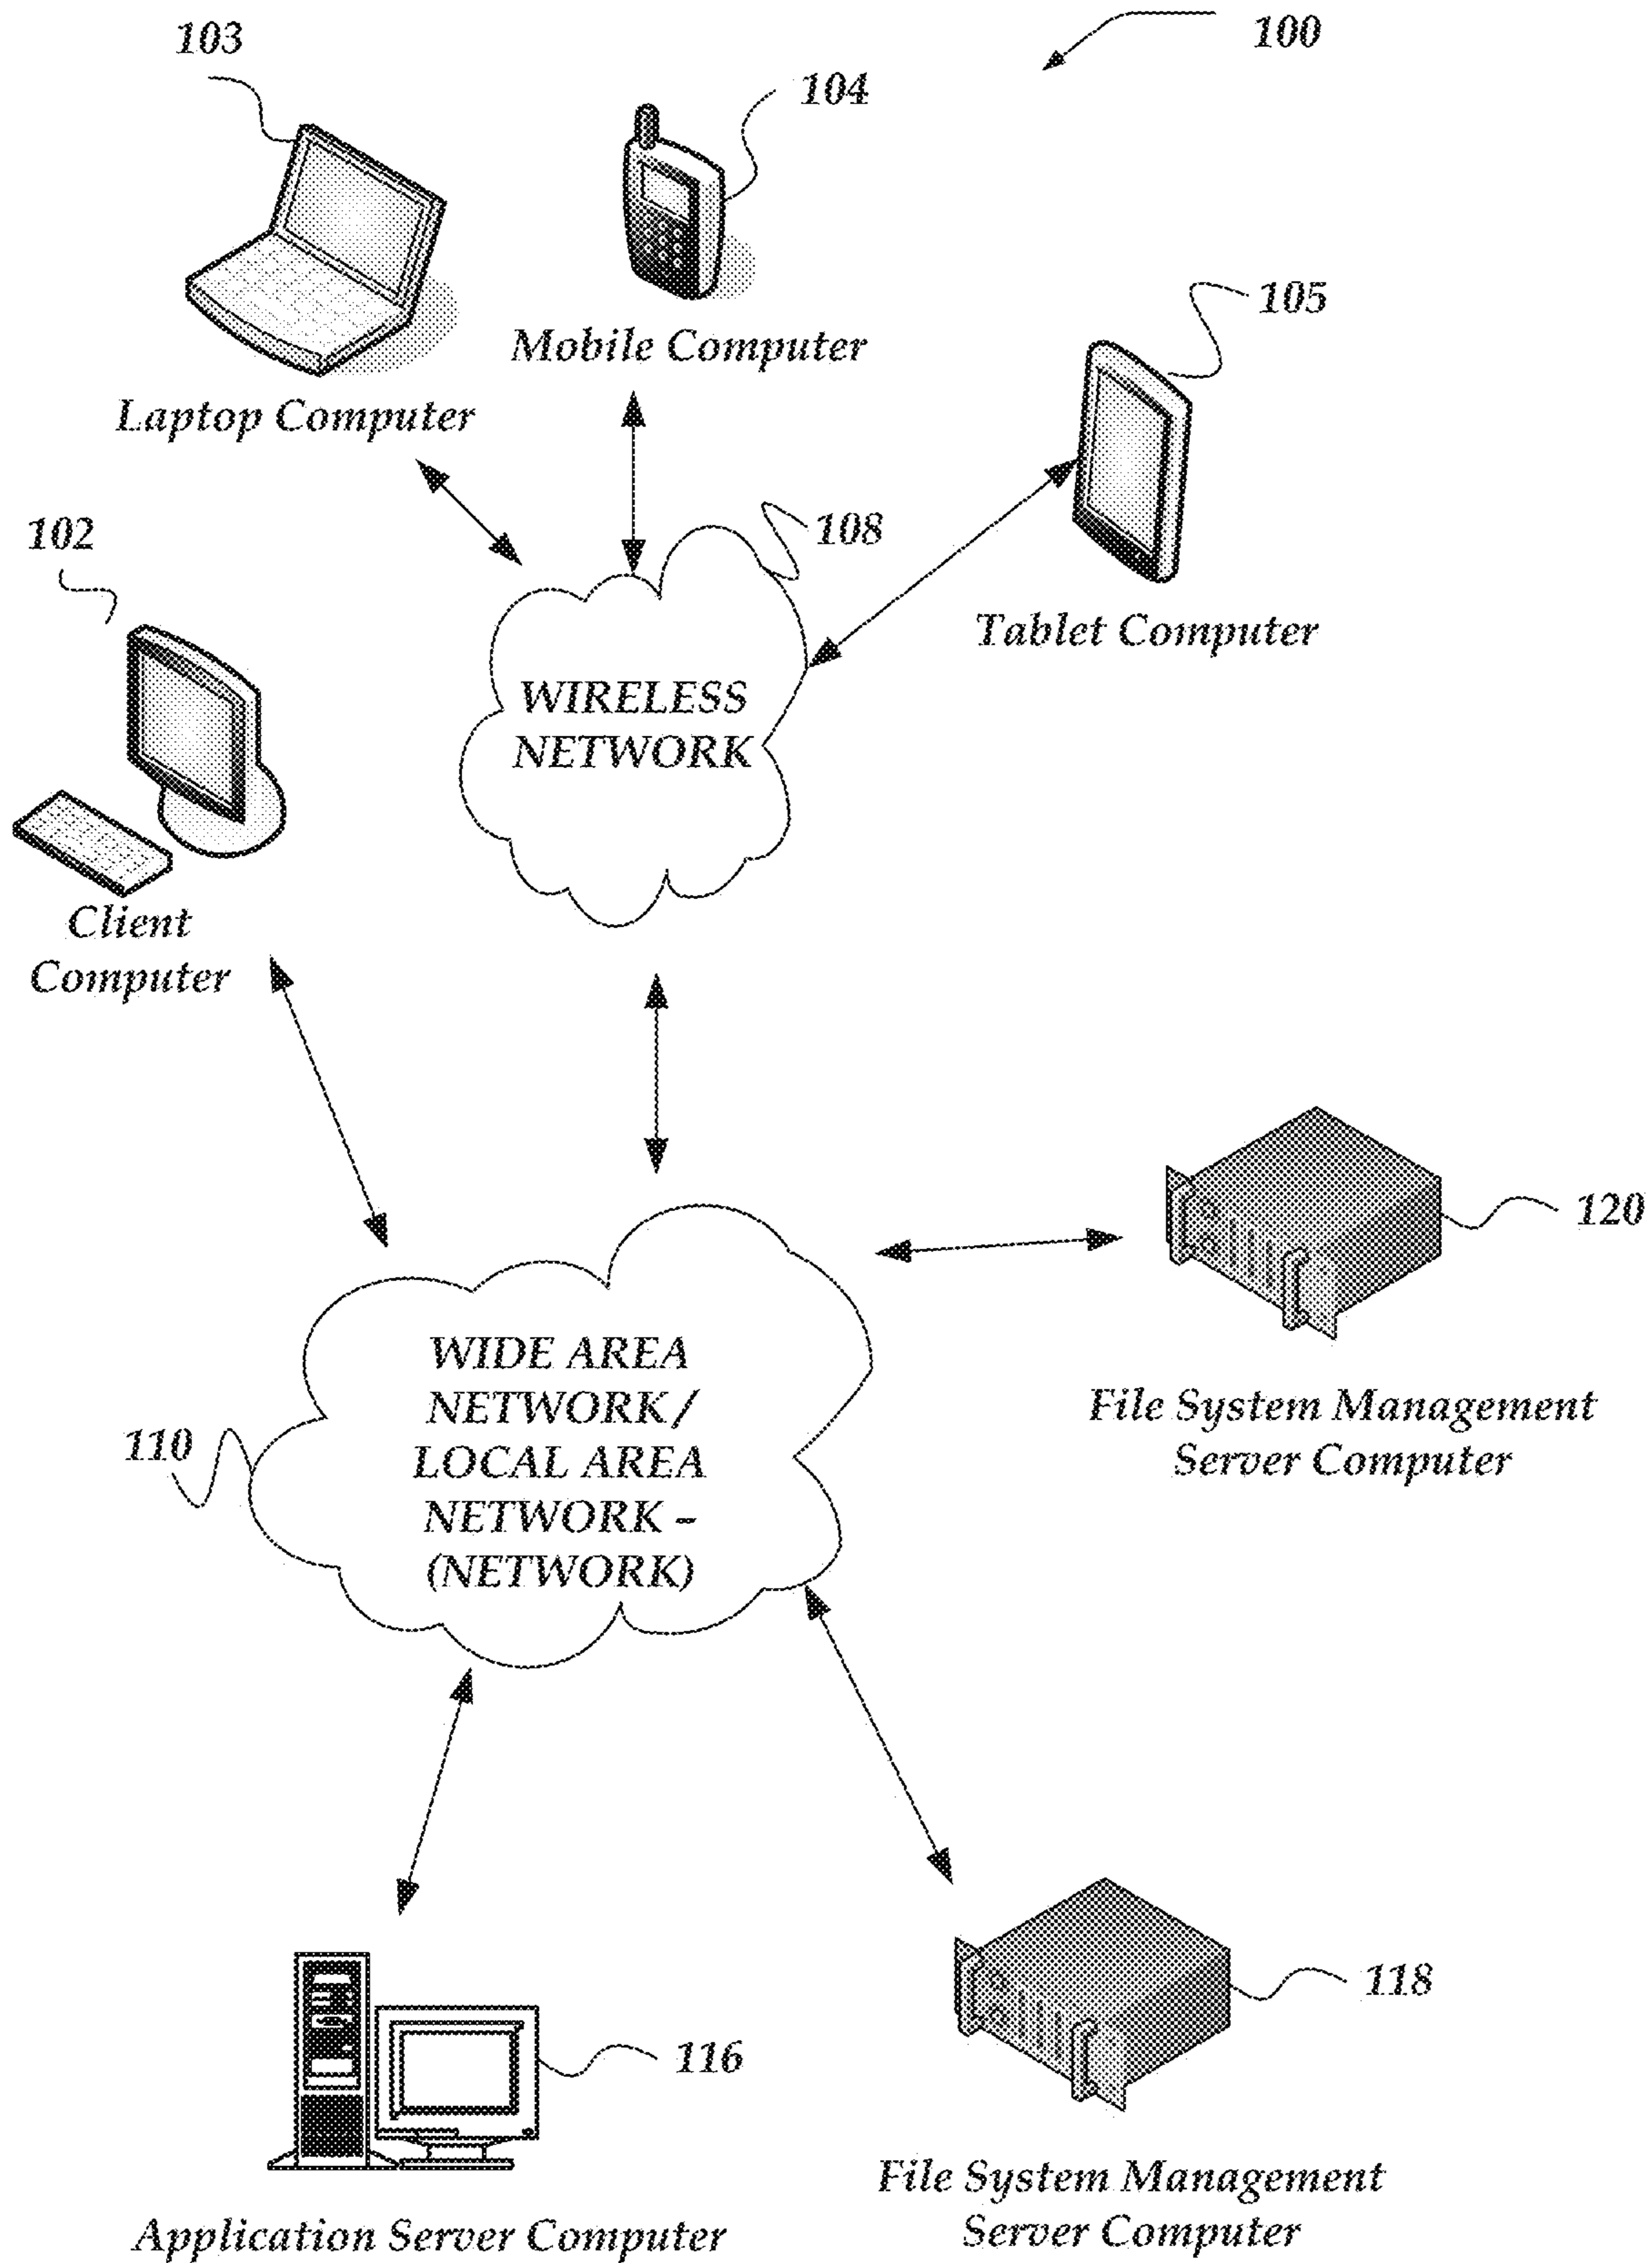 100
103
104
105
Mobile Computer
Laptop Computer
108
102
Tablet Computer
WIRELESS
NETWORK
Client
Computer
120
WIDE AREA
NETWORK /
LOCAL AREA
NETWORK –
(NETWORK)
110
File System Management
Server Computer
118
116
File System Management
Server Computer
Application Server Computer